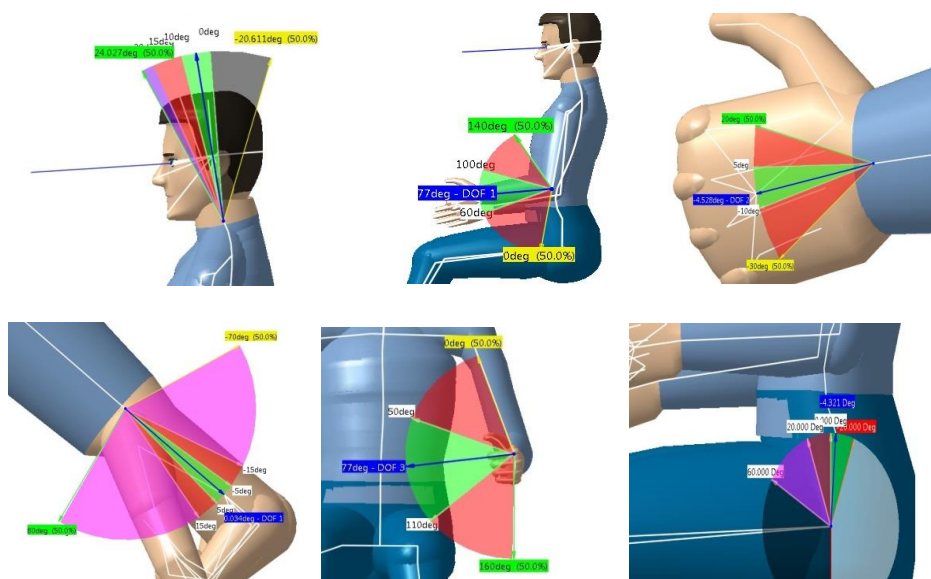 0deg
10deg
15deg
-20.611deg (50.0%)
24.027deg (50.0%)
140deg (50.0%)
100deg
77deg - DOF 1
60deg
0deg (50.0%)
20deg (50.0%)
5deg
-4.528deg - DOF 2
-10deg
-30deg (50.0%)
-70deg (50.0%)
-15deg
-5deg
5deg
0.034deg - DOF 1
15deg
80deg (50.0%)
0deg (50.0%)
50deg
77deg - DOF 3
110deg
160deg (50.0%)
-4.321 Deg
20.000 Deg
60.000 Deg